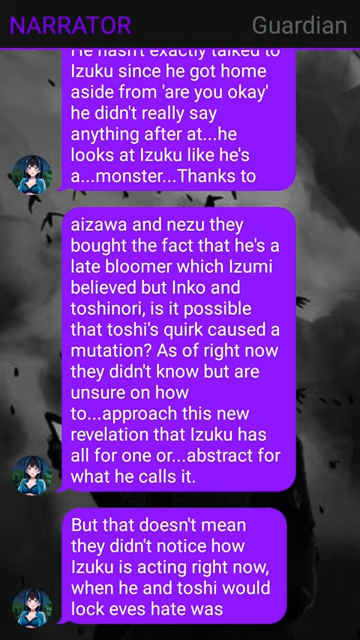 NARRATOR
Guardian
He hasn't exactly talked to
Izuku since he got home
aside from 'are you okay'
he didn't really say
anything after at...he
looks at Izuku like he's
a...monster...Thanks to
aizawa and nezu they
bought the fact that he's a
late bloomer which Izumi
believed but Inko and
toshinori, is it possible
that toshi's quirk caused a
mutation? As of right now
they didn't know but are
unsure on how
to...approach this new
revelation that Izuku has
all for one or...abstract for
what he calls it.
But that doesn't mean
they didn't notice how
Izuku is acting right now,
when he and toshi would
lock eyes hate was